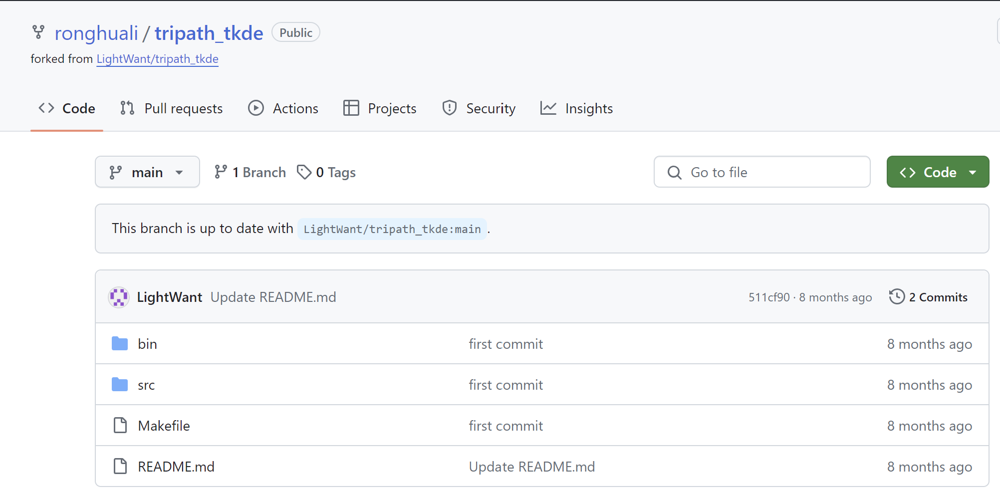 ronghuali / tripath_tkde Public
forked from LightWant/tripath_tkde
Code Pull requests Actions Projects Security Insights
main 1 Branch 0 Tags Go to file Code
This branch is up to date with LightWant/tripath_tkde:main .
LightWant Update README.md 511cf90 · 8 months ago 2 Commits
bin first commit 8 months ago
src first commit 8 months ago
Makefile first commit 8 months ago
README.md Update README.md 8 months ago